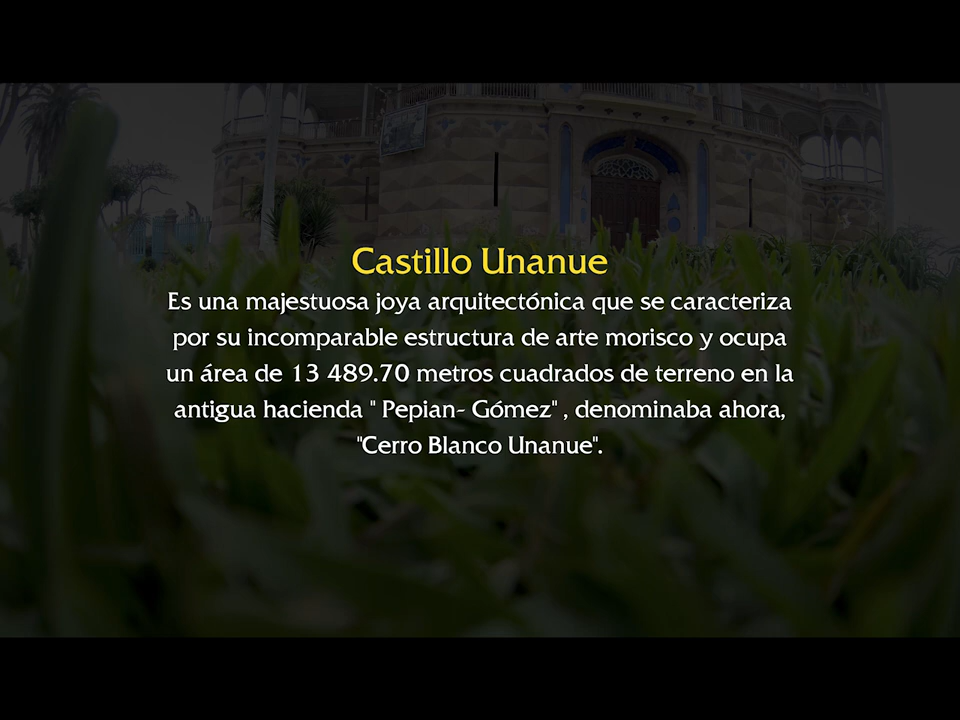 Castillo Unanue
Es una majestuosa joya arquitectónica que se caracteriza
por su incomparable estructura de arte morisco y ocupa
un área de 13 489.70 metros cuadrados de terreno en la
antigua hacienda " Pepian- Gómez" , denominaba ahora,
"Cerro Blanco Unanue".